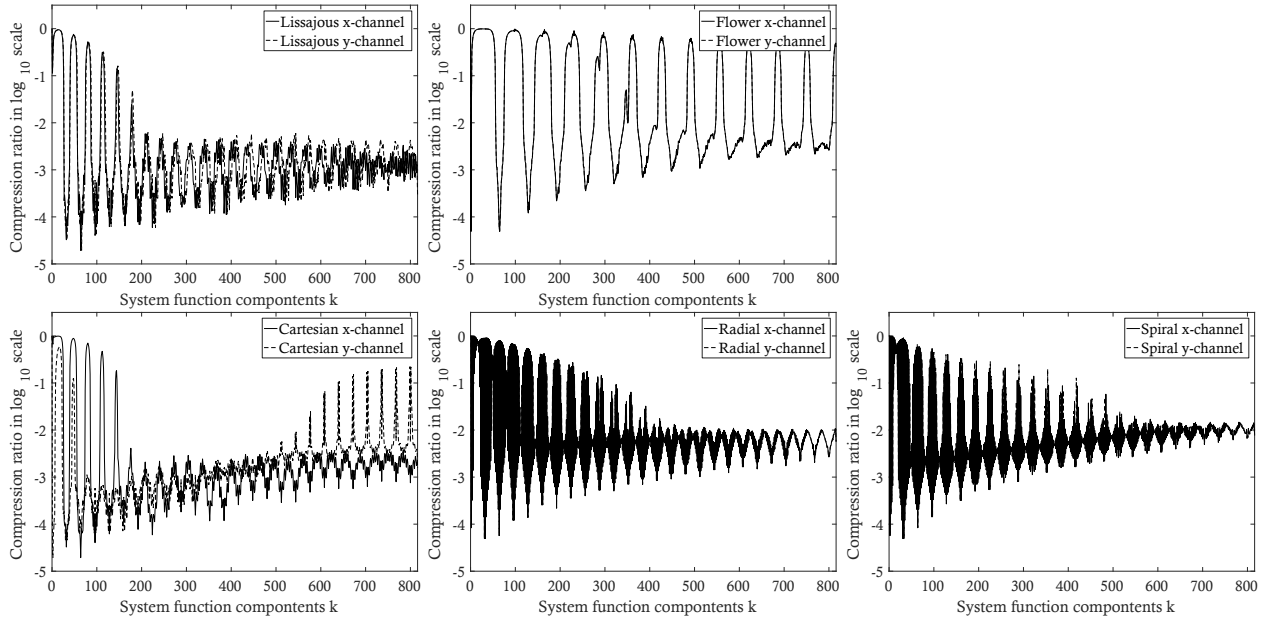 Lissajous x-channel
Lissajous y-channel
Compression ratio in log 10 scale
0
-1
-2
-3
-4
-5
0 100 200 300 400 500 600 700 800
System function compontents k
Flower x-channel
Flower y-channel
Compression ratio in log 10 scale
0
-1
-2
-3
-4
-5
0 100 200 300 400 500 600 700 800
System function compontents k
Cartesian x-channel
Cartesian y-channel
Compression ratio in log 10 scale
0
-1
-2
-3
-4
-5
0 100 200 300 400 500 600 700 800
System function compontents k
Radial x-channel
Radial y-channel
Compression ratio in log 10 scale
0
-1
-2
-3
-4
-5
0 100 200 300 400 500 600 700 800
System function compontents k
Spiral x-channel
Spiral y-channel
Compression ratio in log 10 scale
0
-1
-2
-3
-4
-5
0 100 200 300 400 500 600 700 800
System function compontents k